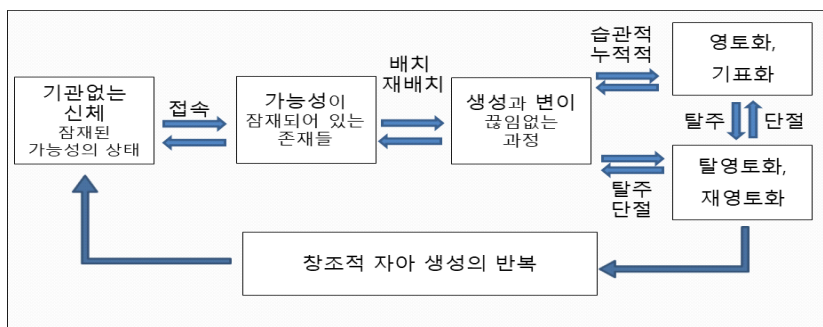 기관없는
신체
잠재된
가능성의 상태
접속
가능성이
잠재되어 있는
존재들
배치
재배치
생성과 변이
끊임없는
과정
습관적
누적적
영토화,
기표화
탈주
단절
탈영토화,
재영토화
탈주
단절
창조적 자아 생성의 반복